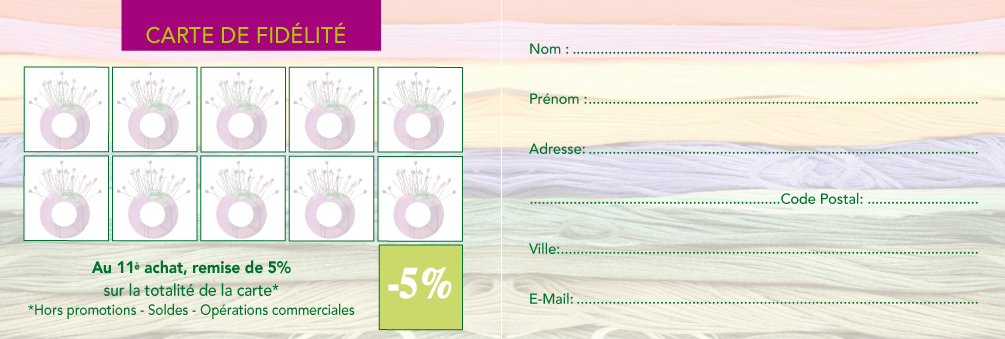 CARTE DE FIDÉLITÉ
Au 11è achat, remise de 5%
sur la totalité de la carte*
*Hors promotions - Soldes - Opérations commerciales
-5%
Nom : ................................................................
Prénom : ................................................................
Adresse: ................................................................
................................................................Code Postal: ............................
Ville:................................................................
E-Mail: ................................................................